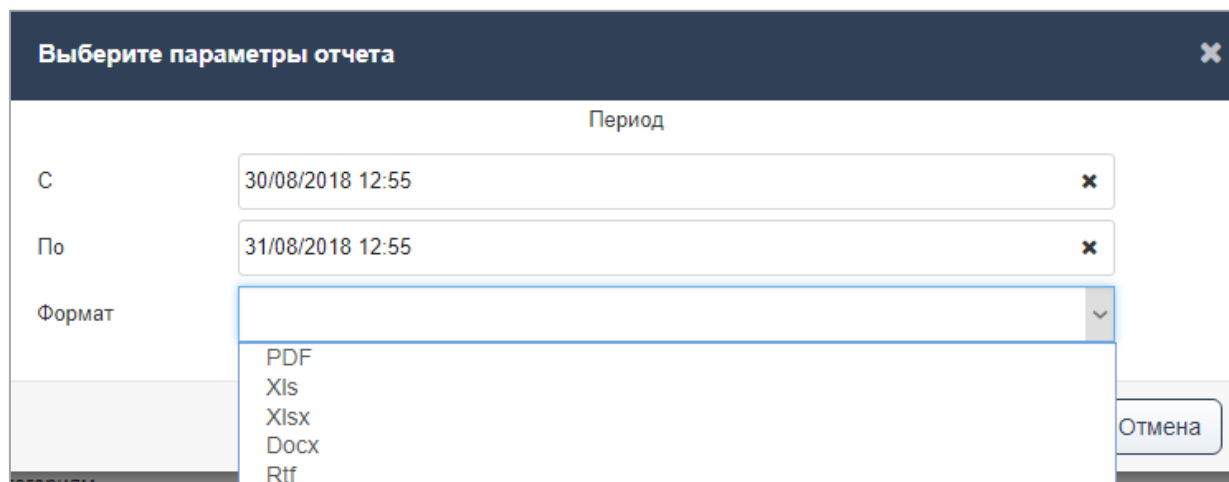 Выберите параметры отчета
Период
С 30/08/2018 12:55
По 31/08/2018 12:55
Формат
PDF
Xls
Xlsx
Docx
Rtf
Отмена